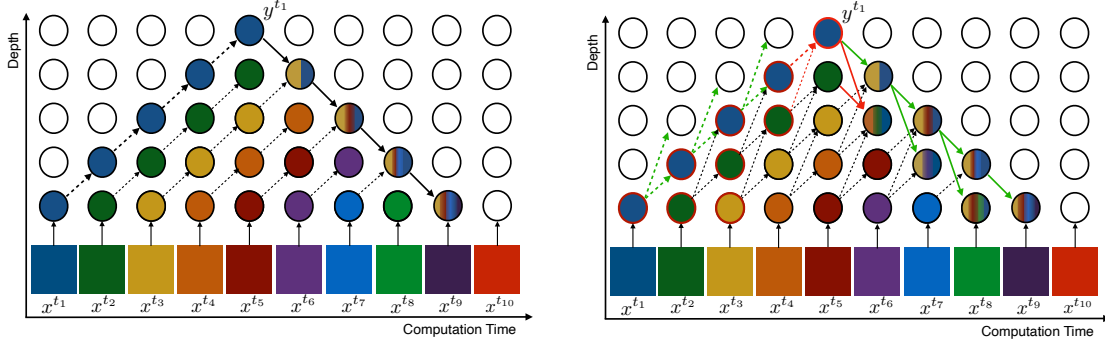 y^{t_1}
Depth
x^{t_1} x^{t_2} x^{t_3} x^{t_4} x^{t_5} x^{t_6} x^{t_7} x^{t_8} x^{t_9} x^{t_{10}}
Computation Time
y^{t_1}
Depth
x^{t_1} x^{t_2} x^{t_3} x^{t_4} x^{t_5} x^{t_6} x^{t_7} x^{t_8} x^{t_9} x^{t_{10}}
Computation Time